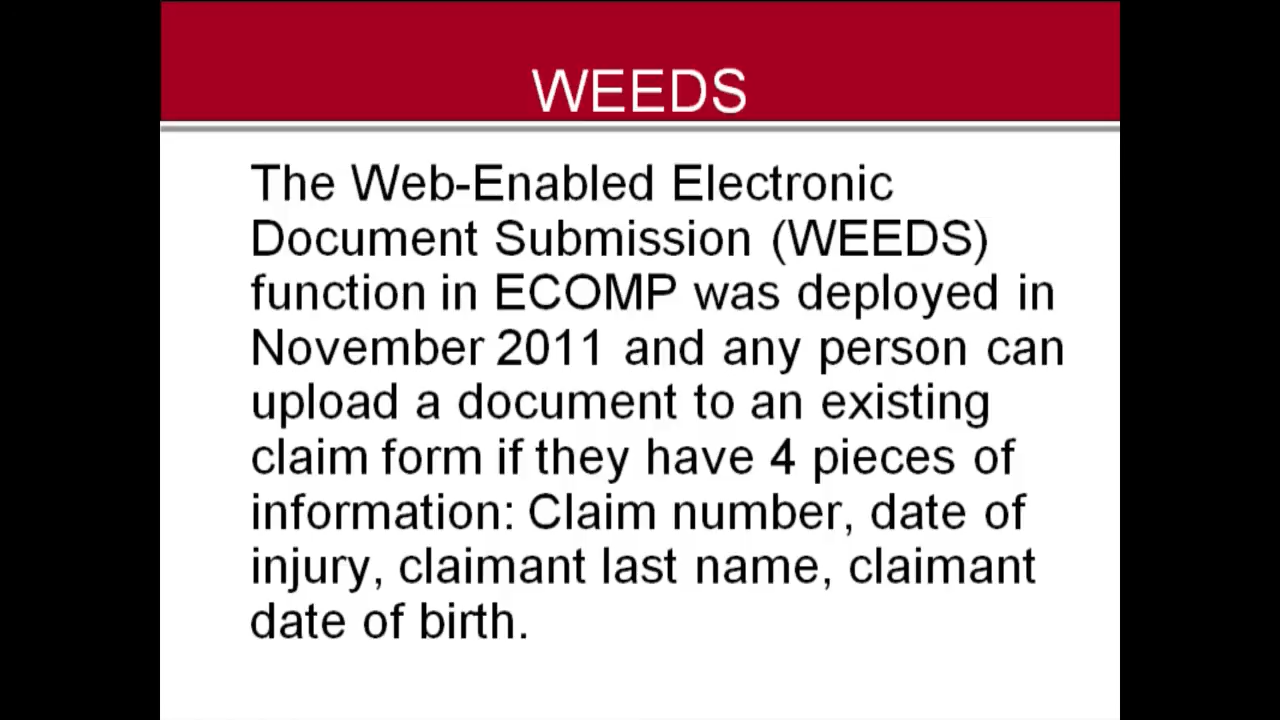 WEEDS
The Web-Enabled Electronic
Document Submission (WEEDS)
function in ECOMP was deployed in
November 2011 and any person can
upload a document to an existing
claim form if they have 4 pieces of
information: Claim number, date of
injury, claimant last name, claimant
date of birth.